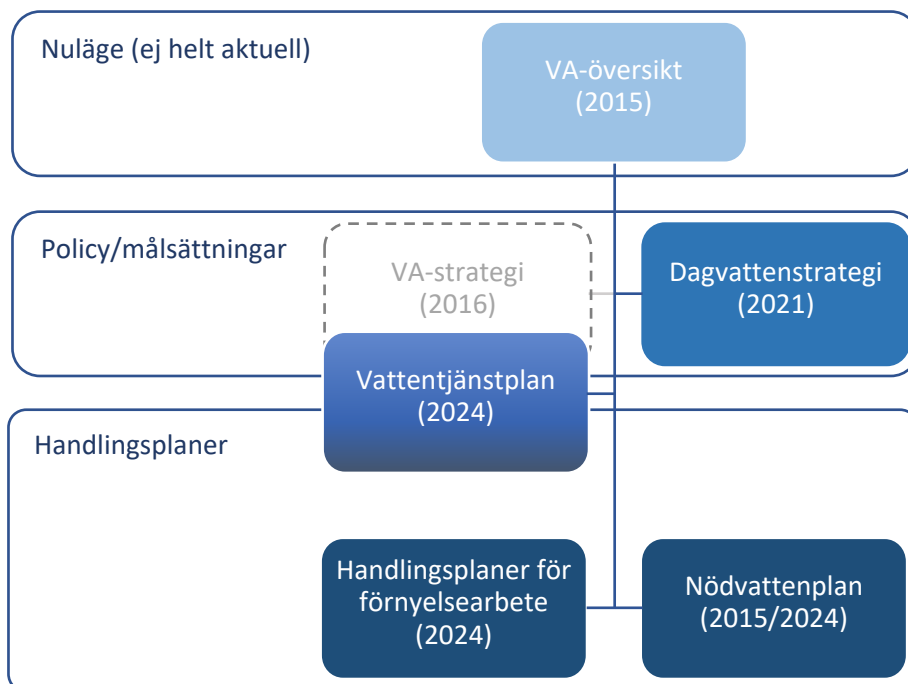 Nuläge (ej helt aktuell)
VA-översikt
(2015)
Policy/målsättningar
VA-strategi
(2016)
Dagvattenstrategi
(2021)
Vattentjänstplan
(2024)
Handlingsplaner
Handlingsplaner för
förnyelsearbete
(2024)
Nödvattenplan
(2015/2024)